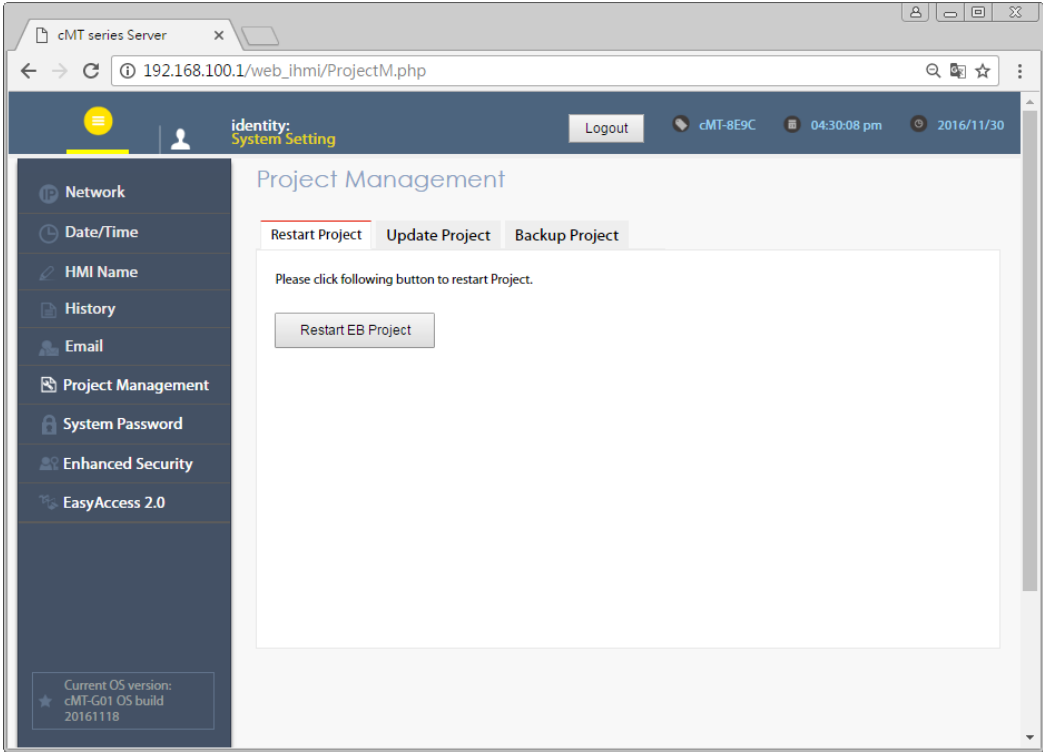 cMT series Server
192.168.100.1/web_ihmi/ProjectM.php
identity:
System Setting
Logout
cMT-8E9C
04:30:08 pm
2016/11/30
IP
Network
Date/Time
HMI Name
History
Email
Project Management
System Password
Enhanced Security
EasyAccess 2.0
Current OS version:
cMT-G01 OS build
20161118
Project Management
Restart Project
Update Project
Backup Project
Please click following button to restart Project.
Restart EB Project